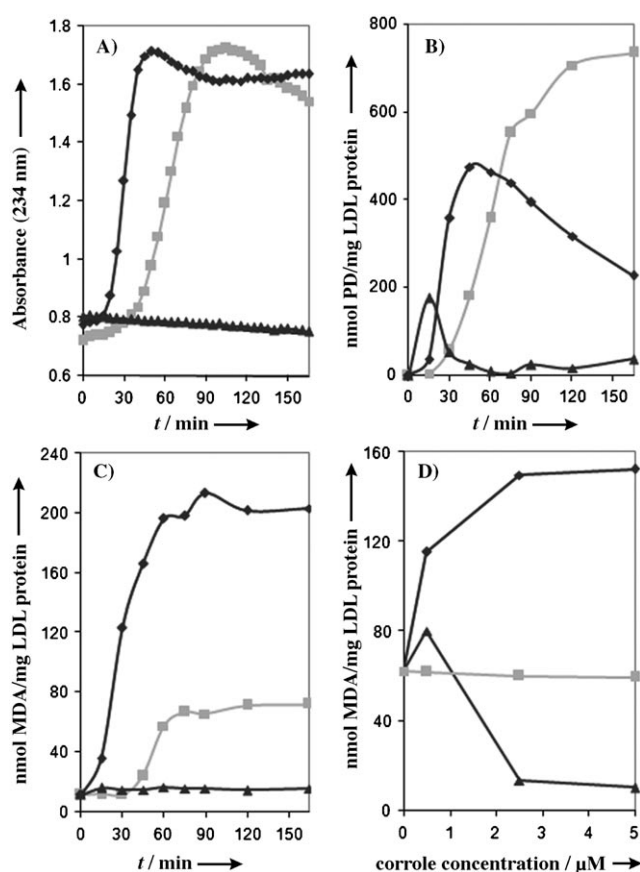 A)
1.8
1.6
1.4
1.2
1
0.8
0.6
0 30 60 90 120 150
Absorbance (234 nm)
t / min
B)
800
600
400
200
0
0 30 60 90 120 150
nmol PD/mg LDL protein
t / min
C)
240
200
160
120
80
40
0
0 30 60 90 120 150
nmol MDA/mg LDL protein
t / min
D)
160
120
80
40
0
0 1 2 3 4 5
nmol MDA/mg LDL protein
corrole concentration / µM